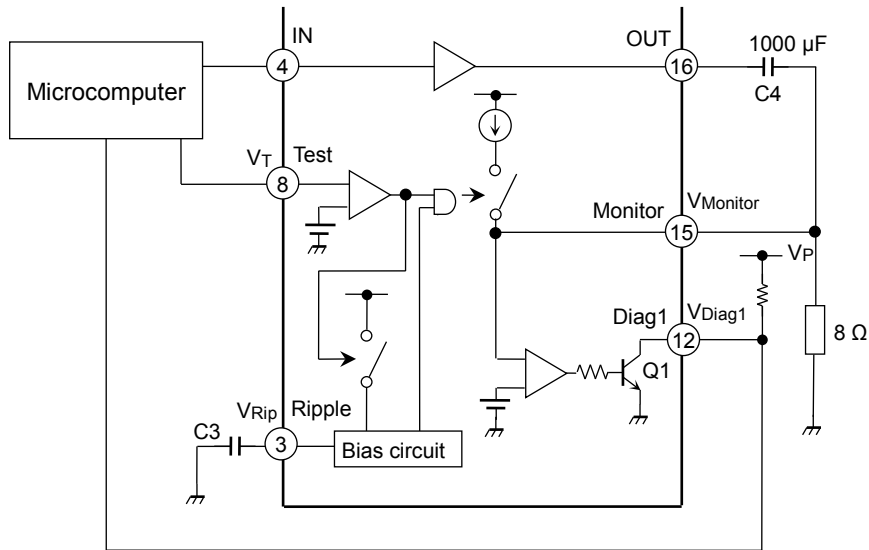 IN
OUT
1000 µF
4
16
C4
Microcomputer
VT
Test
8
Monitor
VMonitor
15
VP
Diag1
VDiag1
12
8 Ω
Q1
VRip
Ripple
C3
3
Bias circuit